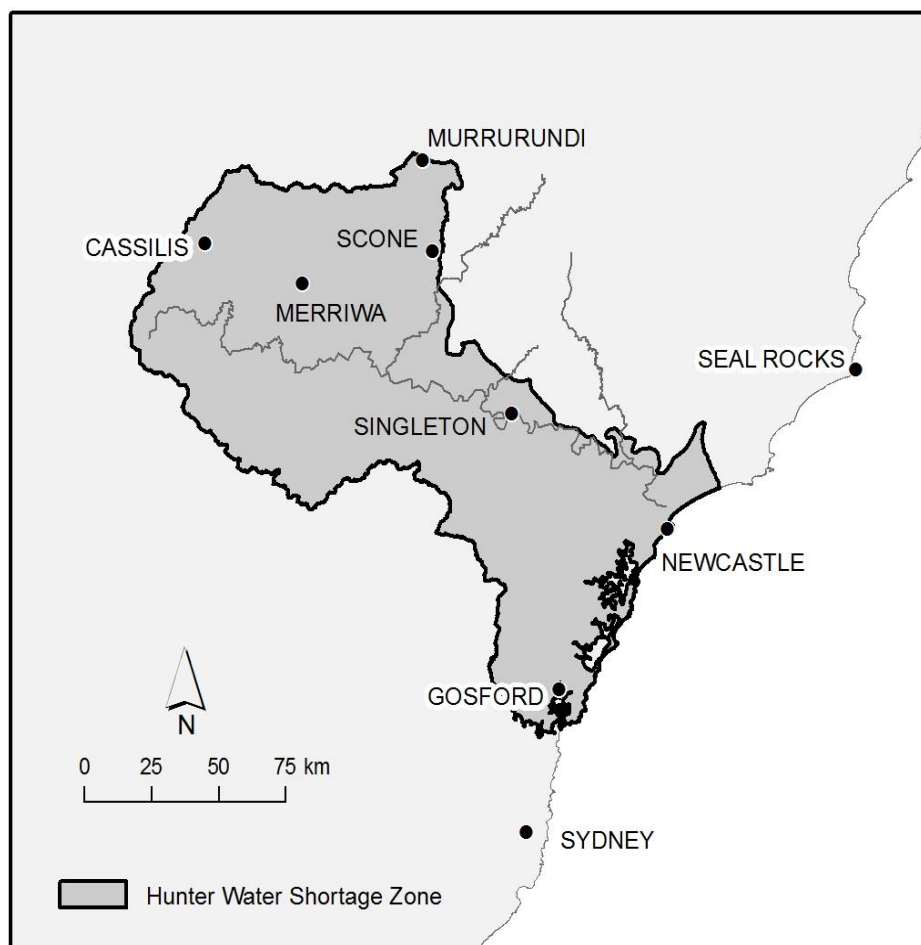 MURRURUNDI
CASSILIS
SCONE
MERRIWA
SEAL ROCKS
SINGLETON
NEWCASTLE
GOSFORD
N
0 25 50 75 km
SYDNEY
Hunter Water Shortage Zone